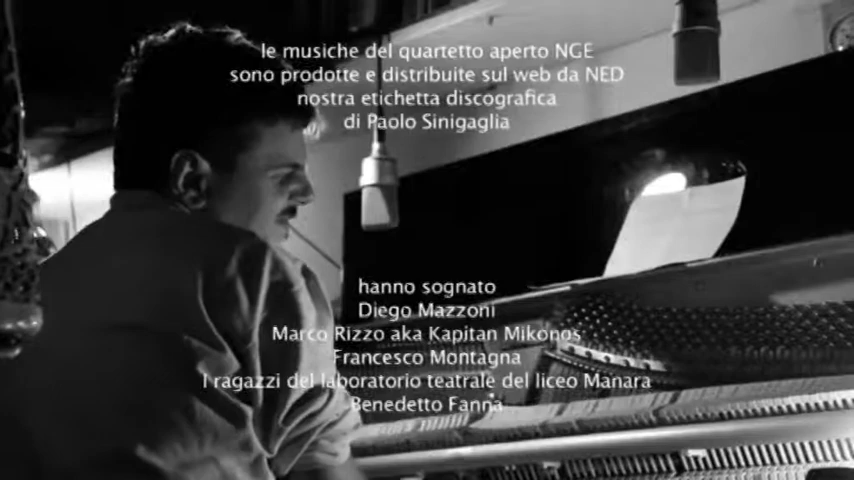 le musiche del quartetto aperto NGE
sono prodotte e distribuite sul web da NED
nostra etichetta discografica
di Paolo Sinigaglia
hanno sognato
Diego Mazzoni
Marco Rizzo aka Kapitan Mikonos
Francesco Montagna
I ragazzi del laboratorio teatrale del liceo Manara
Benedetto Fanna